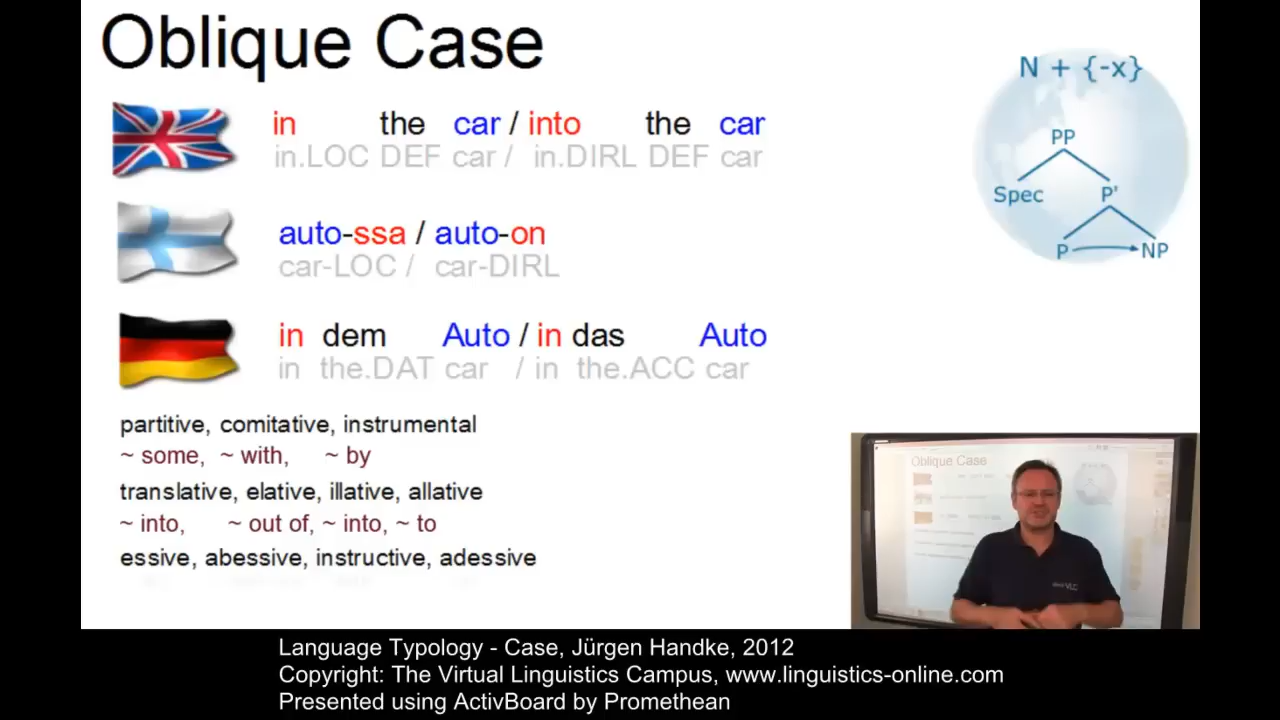 Oblique Case
in the car / into the car
in.LOC DEF car / in.DIRL DEF car
auto-ssa / auto-on
car-LOC / car-DIRL
in dem Auto / in das Auto
in the.DAT car / in the.ACC car
partitive, comitative, instrumental
~ some, ~ with, ~ by
translative, elative, illative, allative
~ into, ~ out of, ~ into, ~ to
essive, abessive, instructive, adessive
N + {-x}
PP
Spec P'
P NP
Oblique Case
Language Typology - Case, Jürgen Handke, 2012
Copyright: The Virtual Linguistics Campus, www.linguistics-online.com
Presented using ActivBoard by Promethean